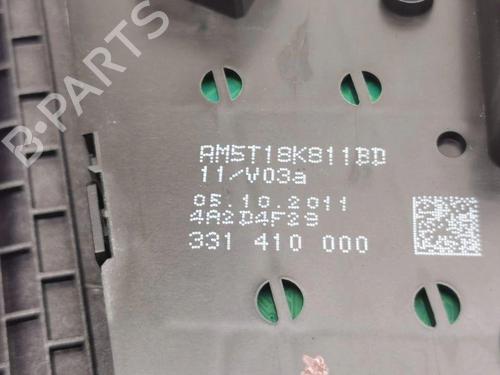 B-PARTS
AM5T18K811BD
11/V03a
05.10.2011
4A2D4F29
331 410 000